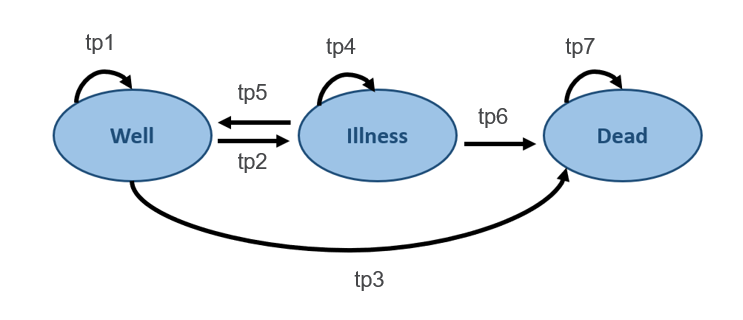 tp1
tp4
tp7
tp5
tp6
Well
Illness
Dead
tp2
tp3